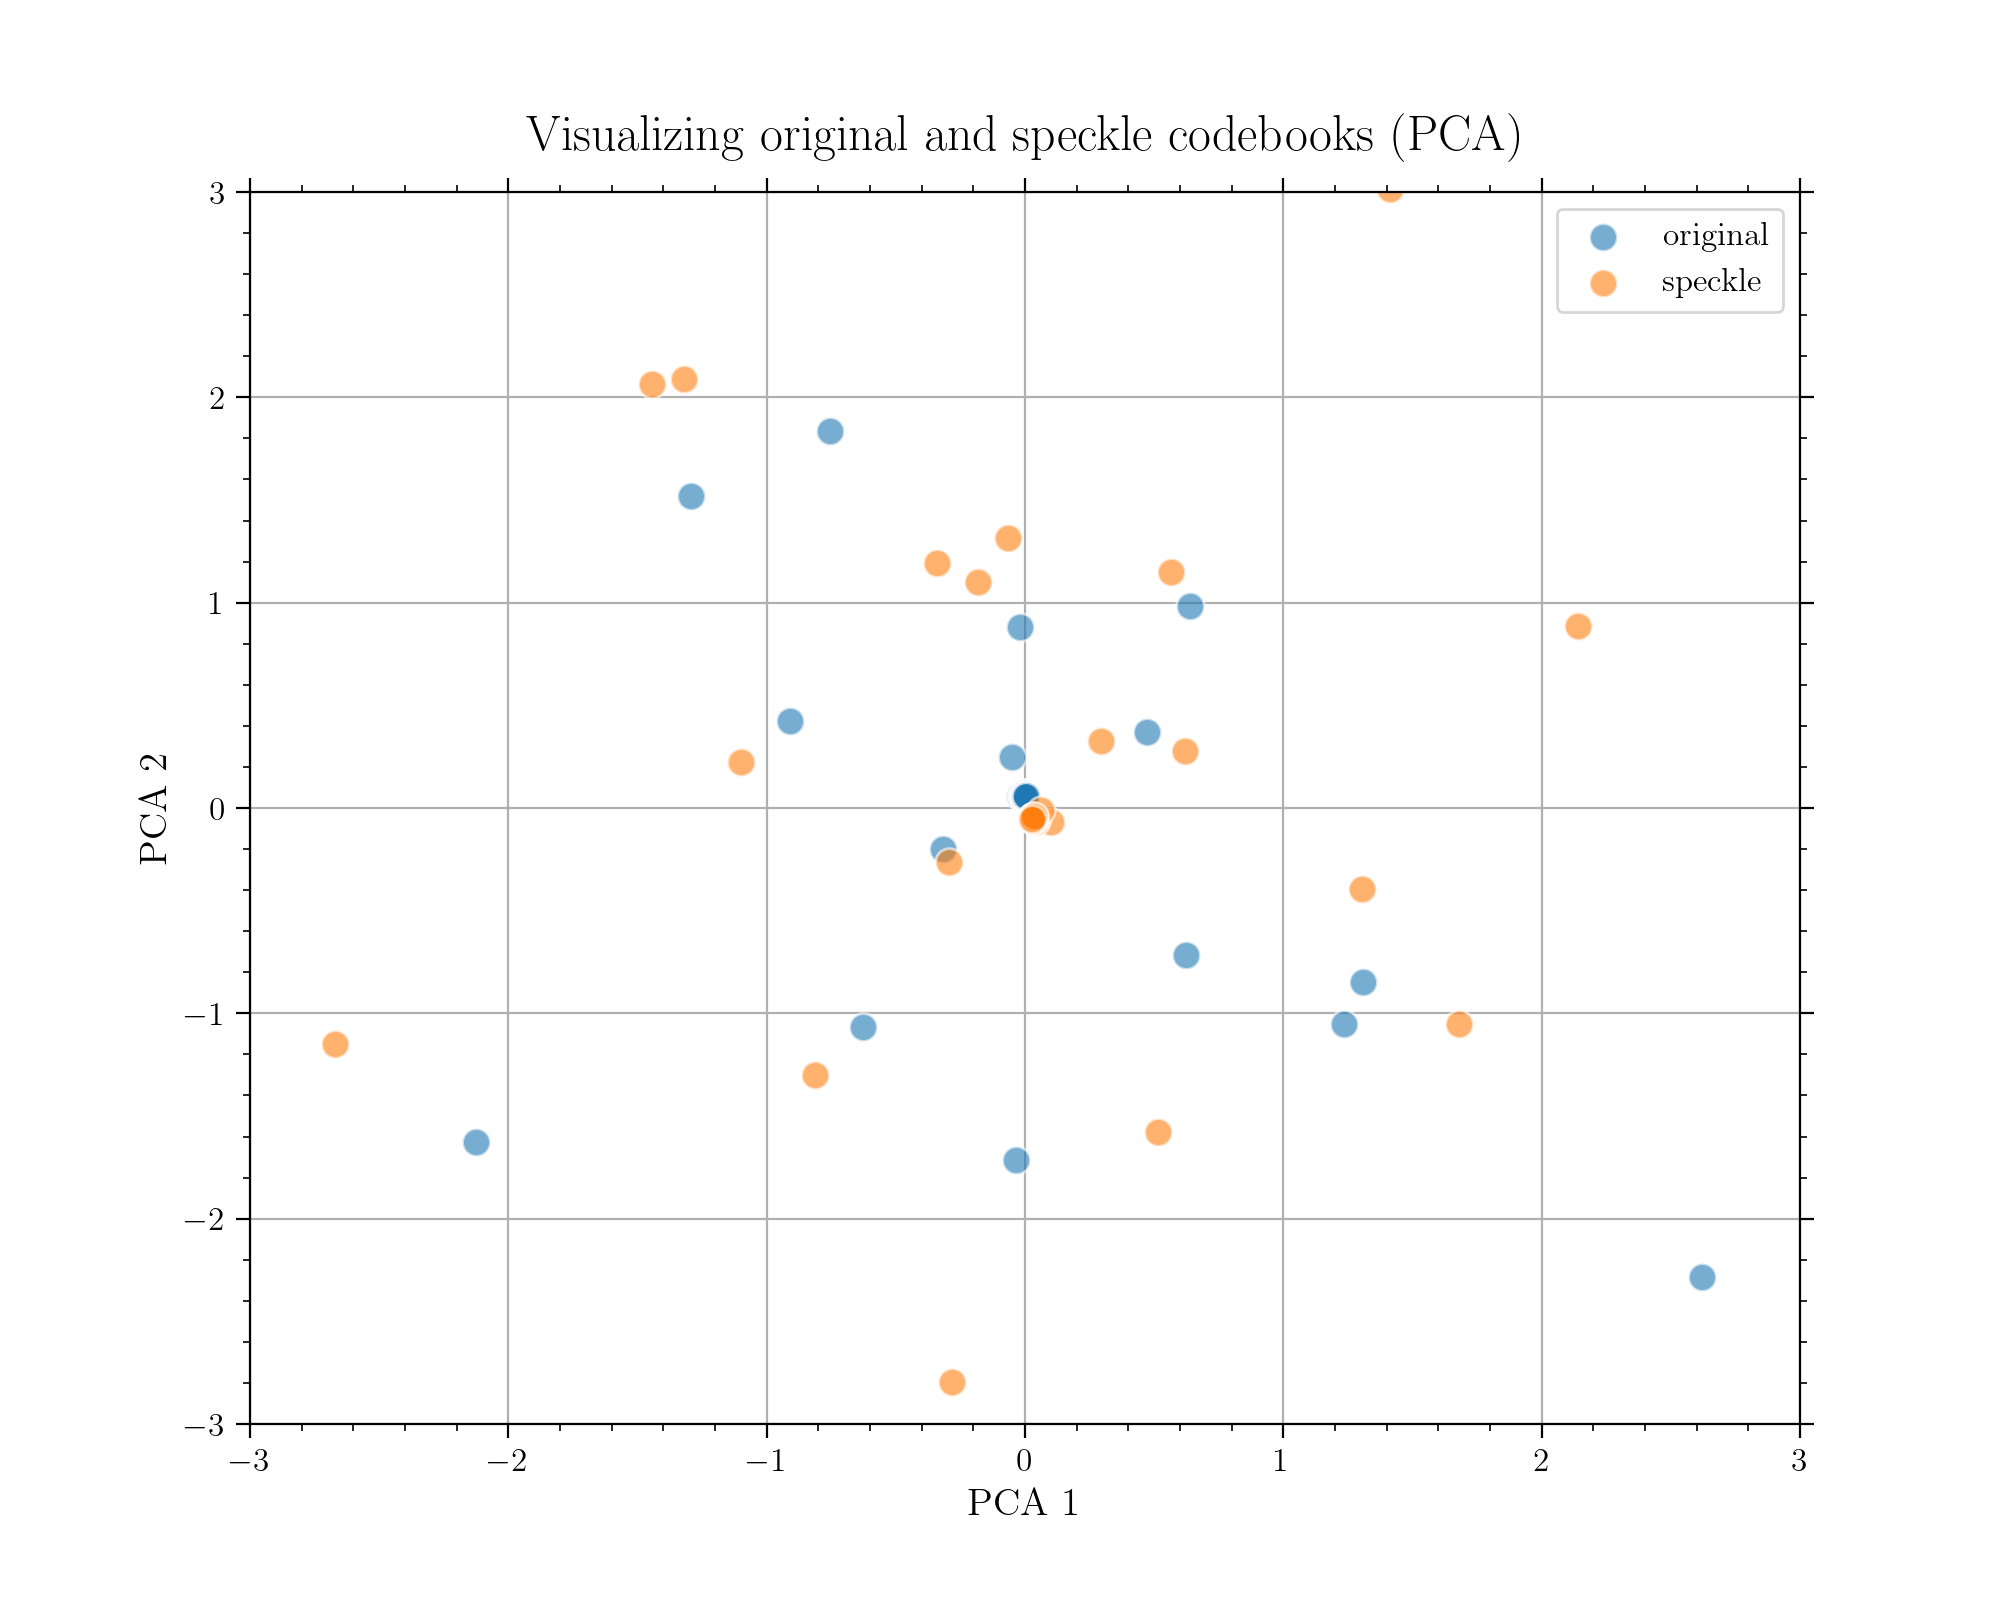 Visualizing original and speckle codebooks (PCA)
original
speckle
PCA 2
3
2
1
0
−1
−2
−3
−3
−2
−1
0
1
2
3
PCA 1